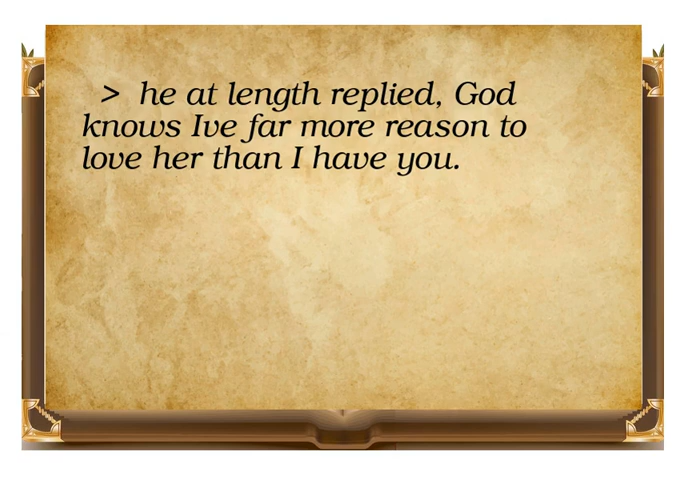 > he at length replied, God
knows Ive far more reason to
love her than I have you.